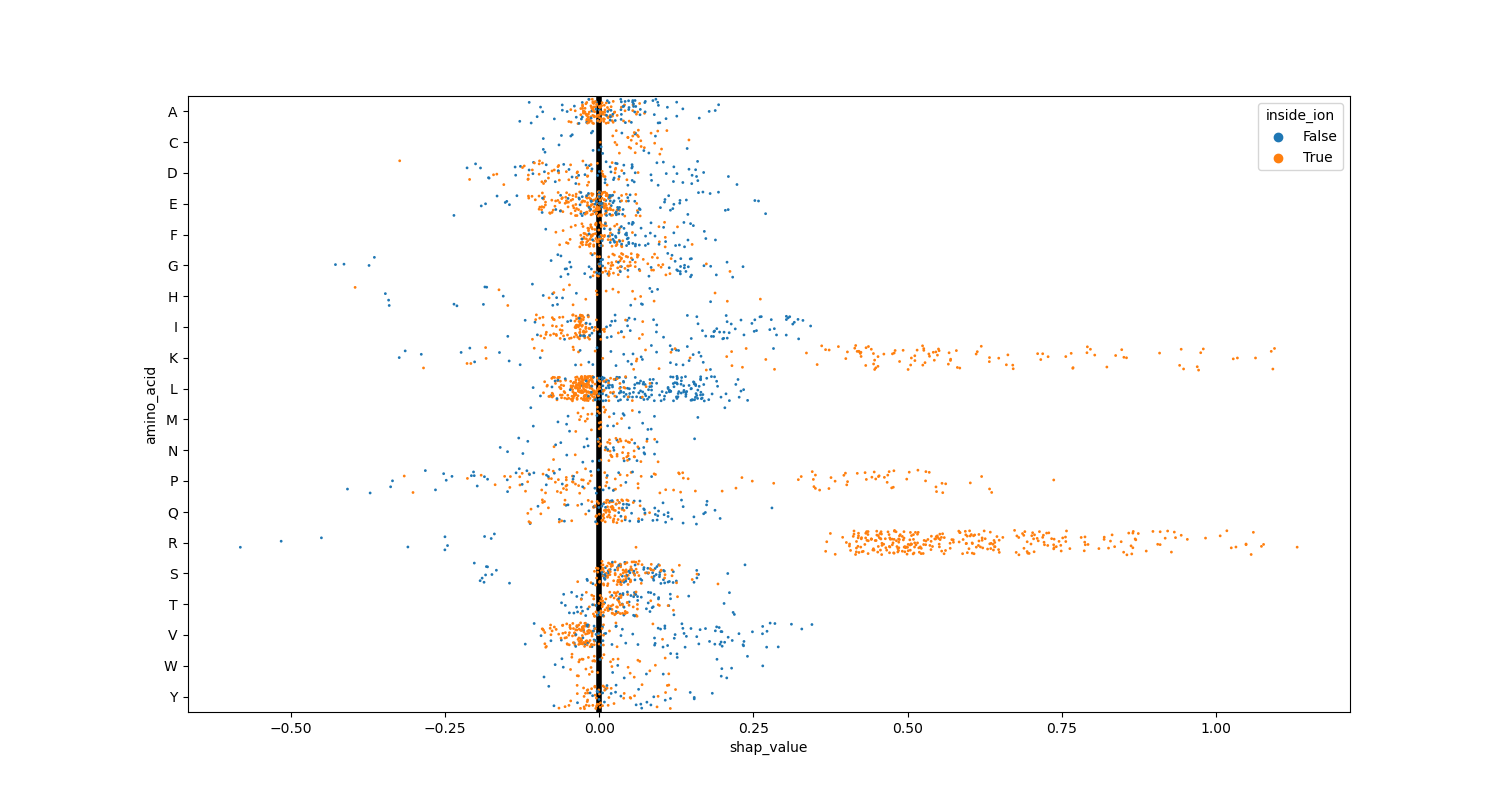 inside_ion
False
True
amino_acid
A
C
D
E
F
G
H
I
K
L
M
N
P
Q
R
S
T
V
W
Y
−0.50
−0.25
0.00
0.25
0.50
0.75
1.00
shap_value